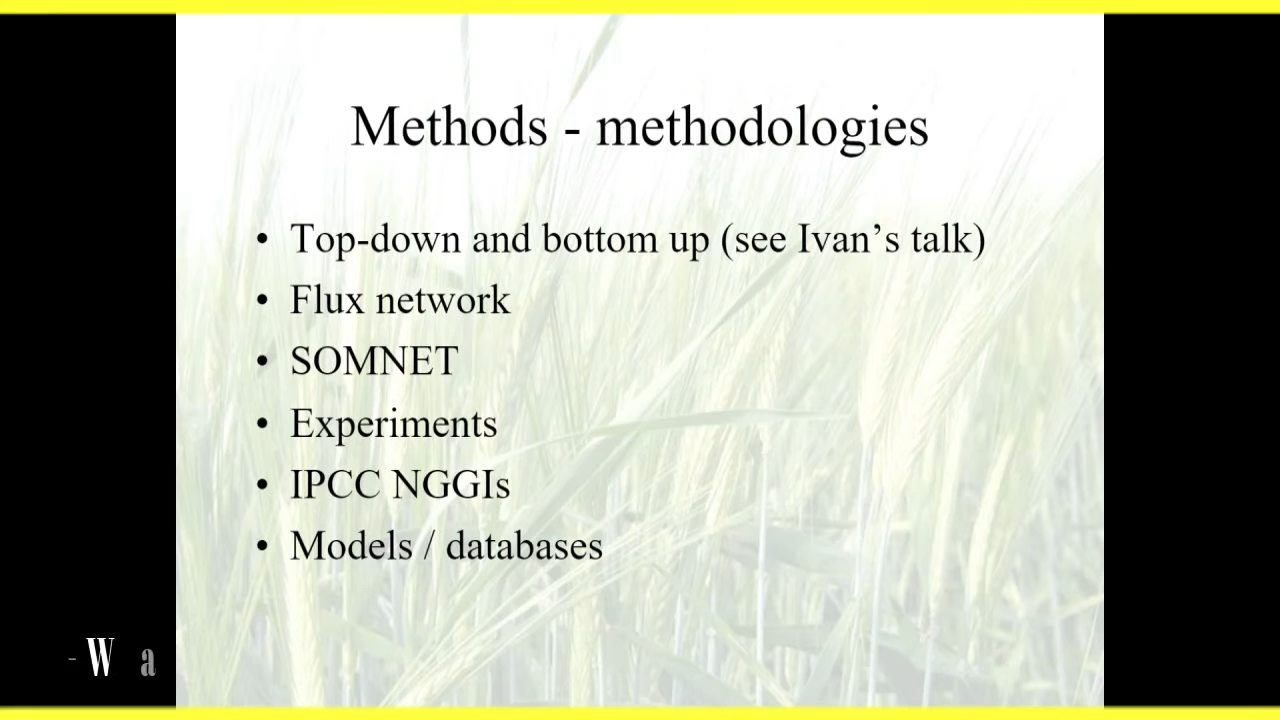 Methods - methodologies
• Top-down and bottom up (see Ivan’s talk)
• Flux network
• SOMNET
• Experiments
• IPCC NGGIs
• Models / databases
- W a